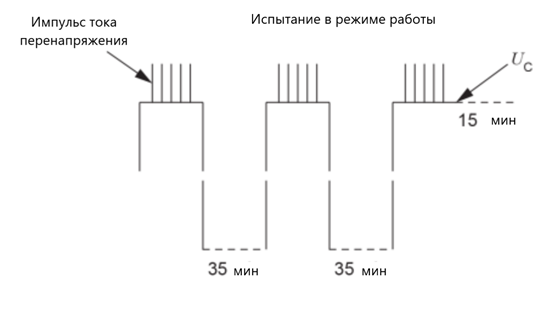 Импульс тока
перенапряжения
Испытание в режиме работы
U_C
15 мин
35 мин
35 мин